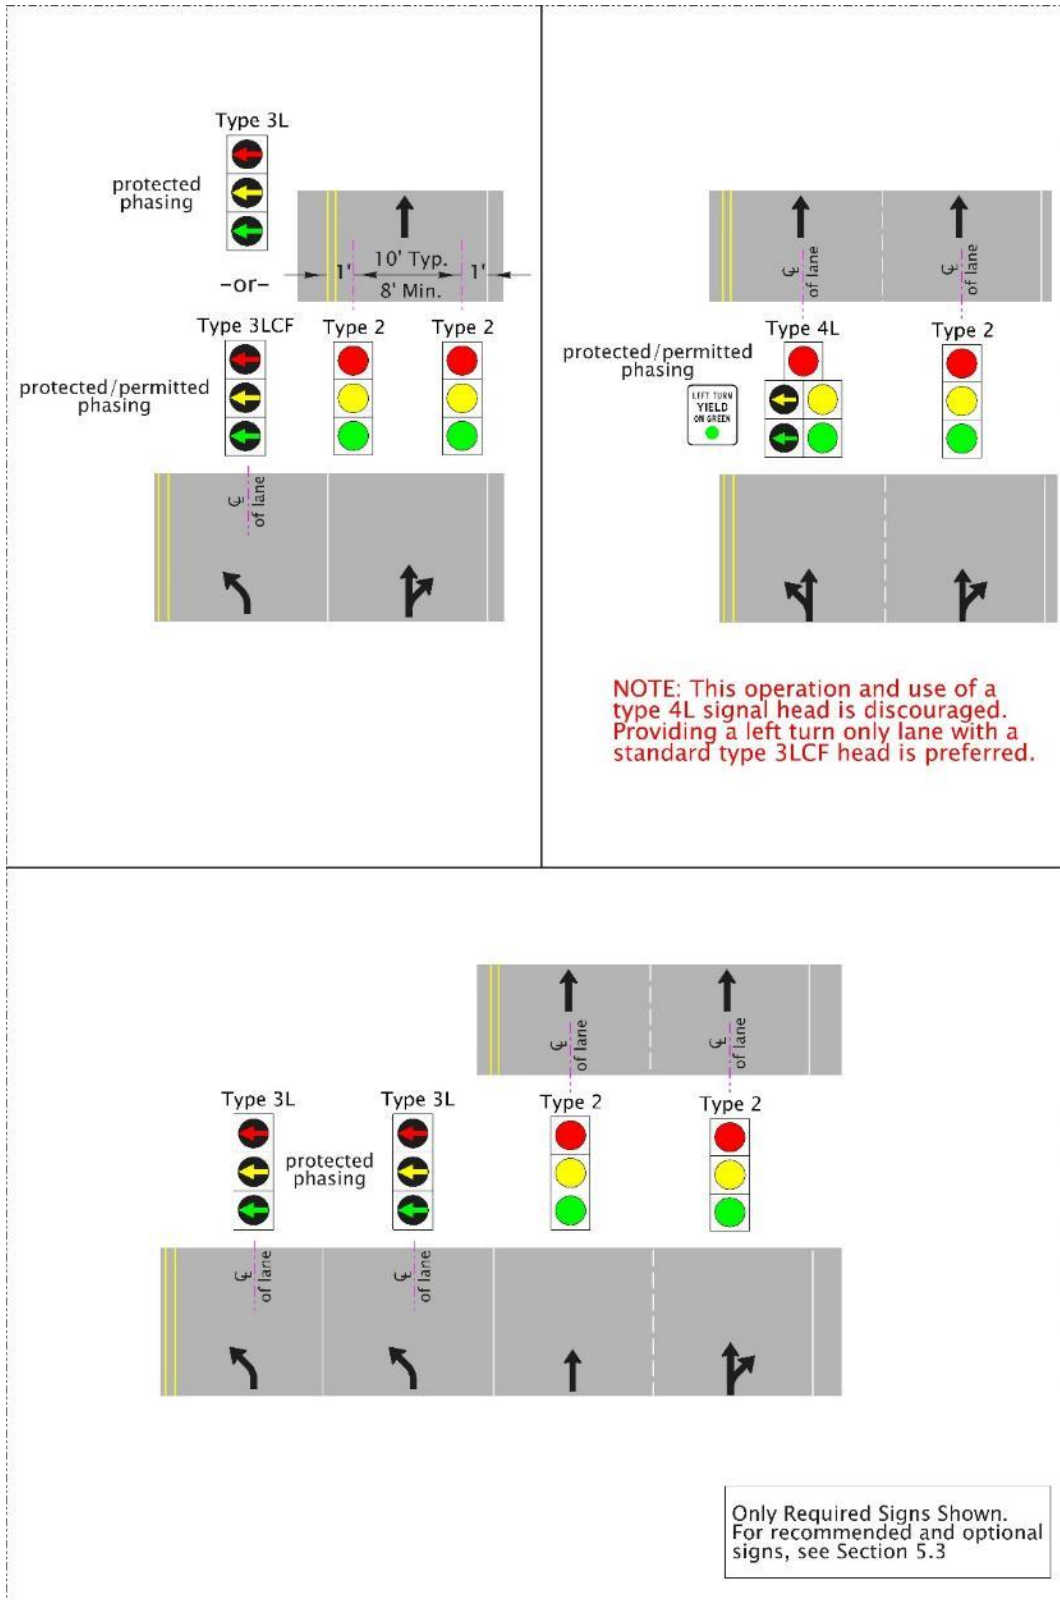 Type 3L
protected
phasing
-or-
1'
10' Typ.
8' Min.
1'
Type 3LCF
Type 2
Type 2
protected/permitted
phasing
℄
of lane
℄
of lane
℄
of lane
Type 4L
Type 2
protected/permitted
phasing
LEFT TURN
YIELD
ON GREEN
NOTE: This operation and use of a
type 4L signal head is discouraged.
Providing a left turn only lane with a
standard type 3LCF head is preferred.
℄
of lane
℄
of lane
Type 3L
Type 3L
Type 2
Type 2
protected
phasing
℄
of lane
℄
of lane
Only Required Signs Shown.
For recommended and optional
signs, see Section 5.3